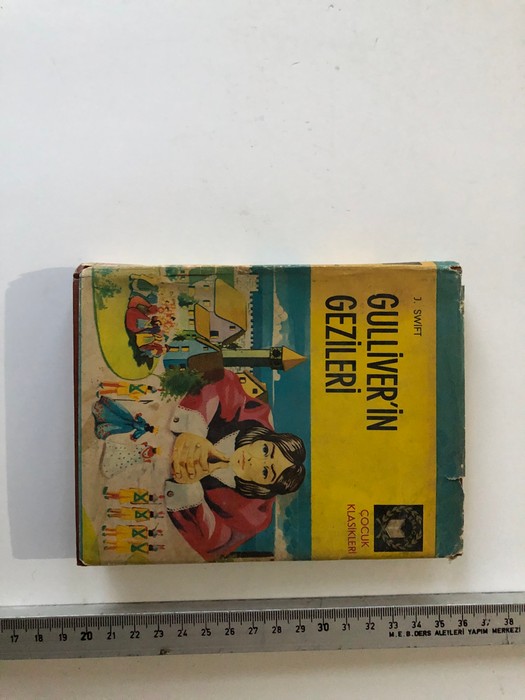 J. SWIFT
GULLİVER'İN
GEZİLERİ
ÇOCUK
KLASİKLERİ
17 18 19 20 21 22 23 24 25 26 27 28 29 30 31 32 33 34 35 36 37 38
M.E.B. DERS ALETLERİ YAPIM MERKEZİ